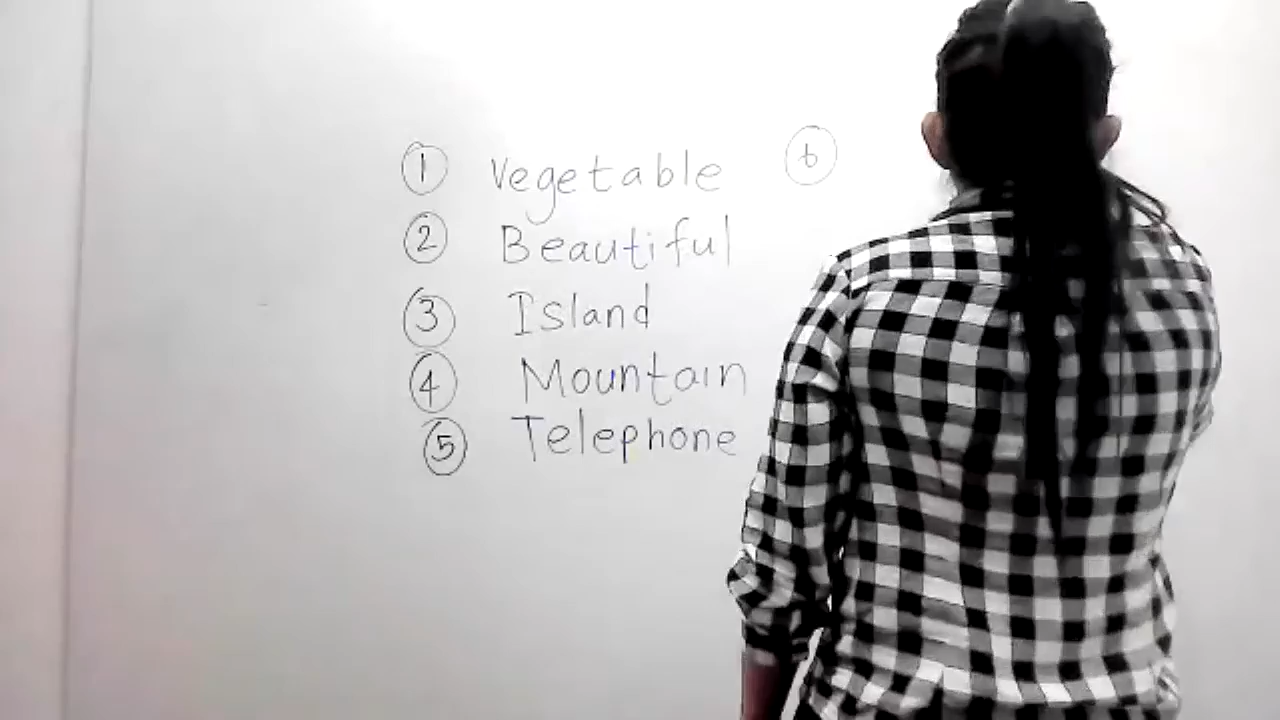 ① Vegetable
② Beautiful
③ Island
④ Mountain
⑤ Telephone
⑥